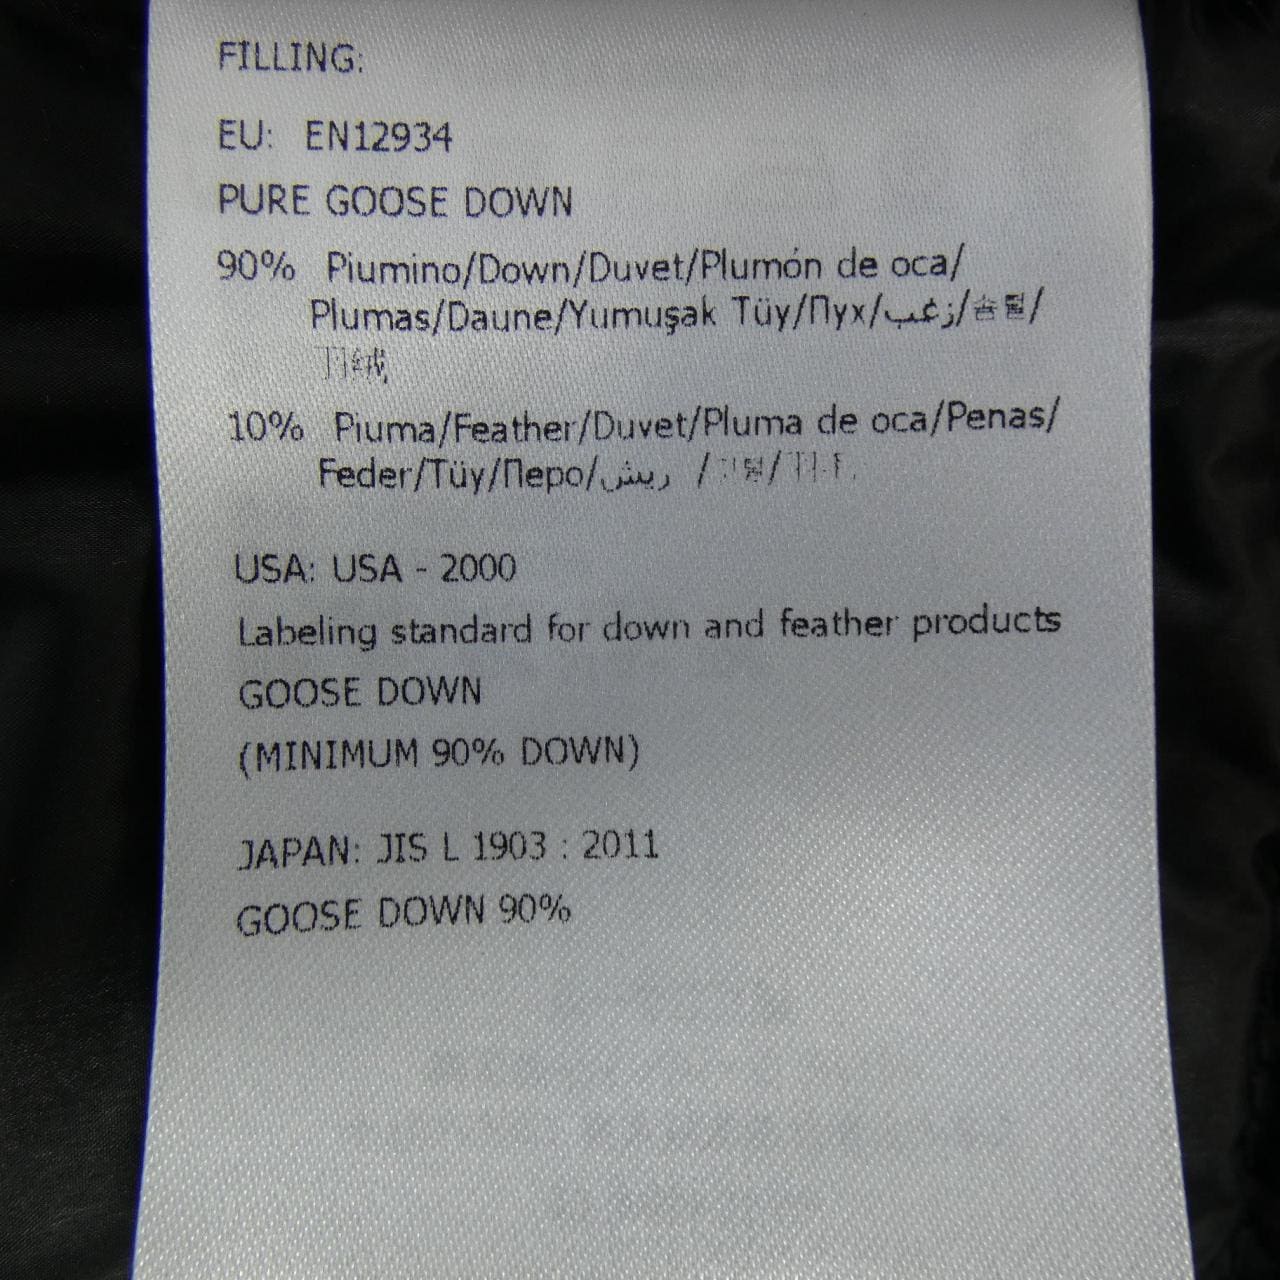 FILLING:
EU: EN12934
PURE GOOSE DOWN
90% Piumino/Down/Duvet/Plumón de oca/
Plumas/Daune/Yumuşak Tüy/Пух/زغب/솜털/
羽绒
10% Piuma/Feather/Duvet/Pluma de oca/Penas/
Feder/Tüy/Перо/ريش /
USA: USA - 2000
Labeling standard for down and feather products
GOOSE DOWN
(MINIMUM 90% DOWN)
JAPAN: JIS L 1903 : 2011
GOOSE DOWN 90%